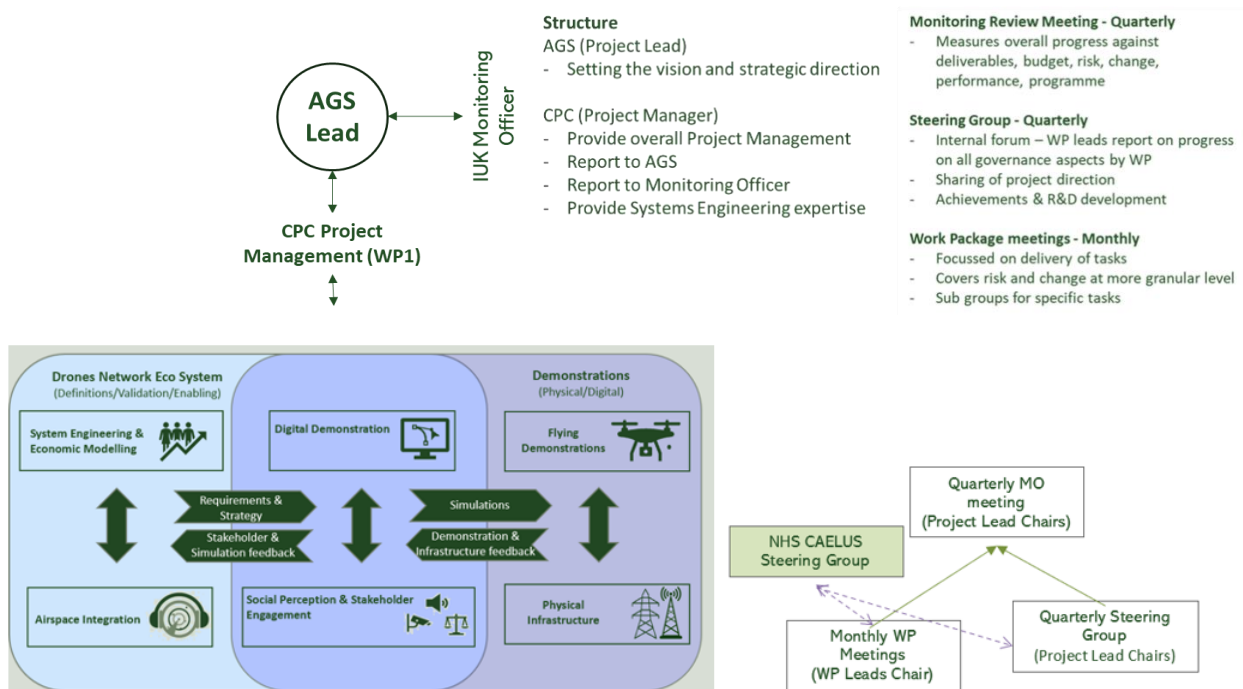 AGS
Lead
IUK Monitoring
Officer
CPC Project
Management (WP1)
Structure
AGS (Project Lead)
- Setting the vision and strategic direction
CPC (Project Manager)
- Provide overall Project Management
- Report to AGS
- Report to Monitoring Officer
- Provide Systems Engineering expertise
Monitoring Review Meeting - Quarterly
- Measures overall progress against
deliverables, budget, risk, change,
performance, programme
Steering Group - Quarterly
- Internal forum – WP leads report on progress
on all governance aspects by WP
- Sharing of project direction
- Achievements & R&D development
Work Package meetings - Monthly
- Focussed on delivery of tasks
- Covers risk and change at more granular level
- Sub groups for specific tasks
Drones Network Eco System
(Definitions/Validation/Enabling)
Demonstrations
(Physical/Digital)
System Engineering &
Economic Modelling
Digital Demonstration
Flying
Demonstrations
Requirements &
Strategy
Simulations
Stakeholder &
Simulation feedback
Demonstration &
Infrastructure feedback
Airspace Integration
Social Perception & Stakeholder
Engagement
Physical
Infrastructure
Quarterly MO
meeting
(Project Lead Chairs)
NHS CAELUS
Steering Group
Monthly WP
Meetings
(WP Leads Chair)
Quarterly Steering
Group
(Project Lead Chairs)